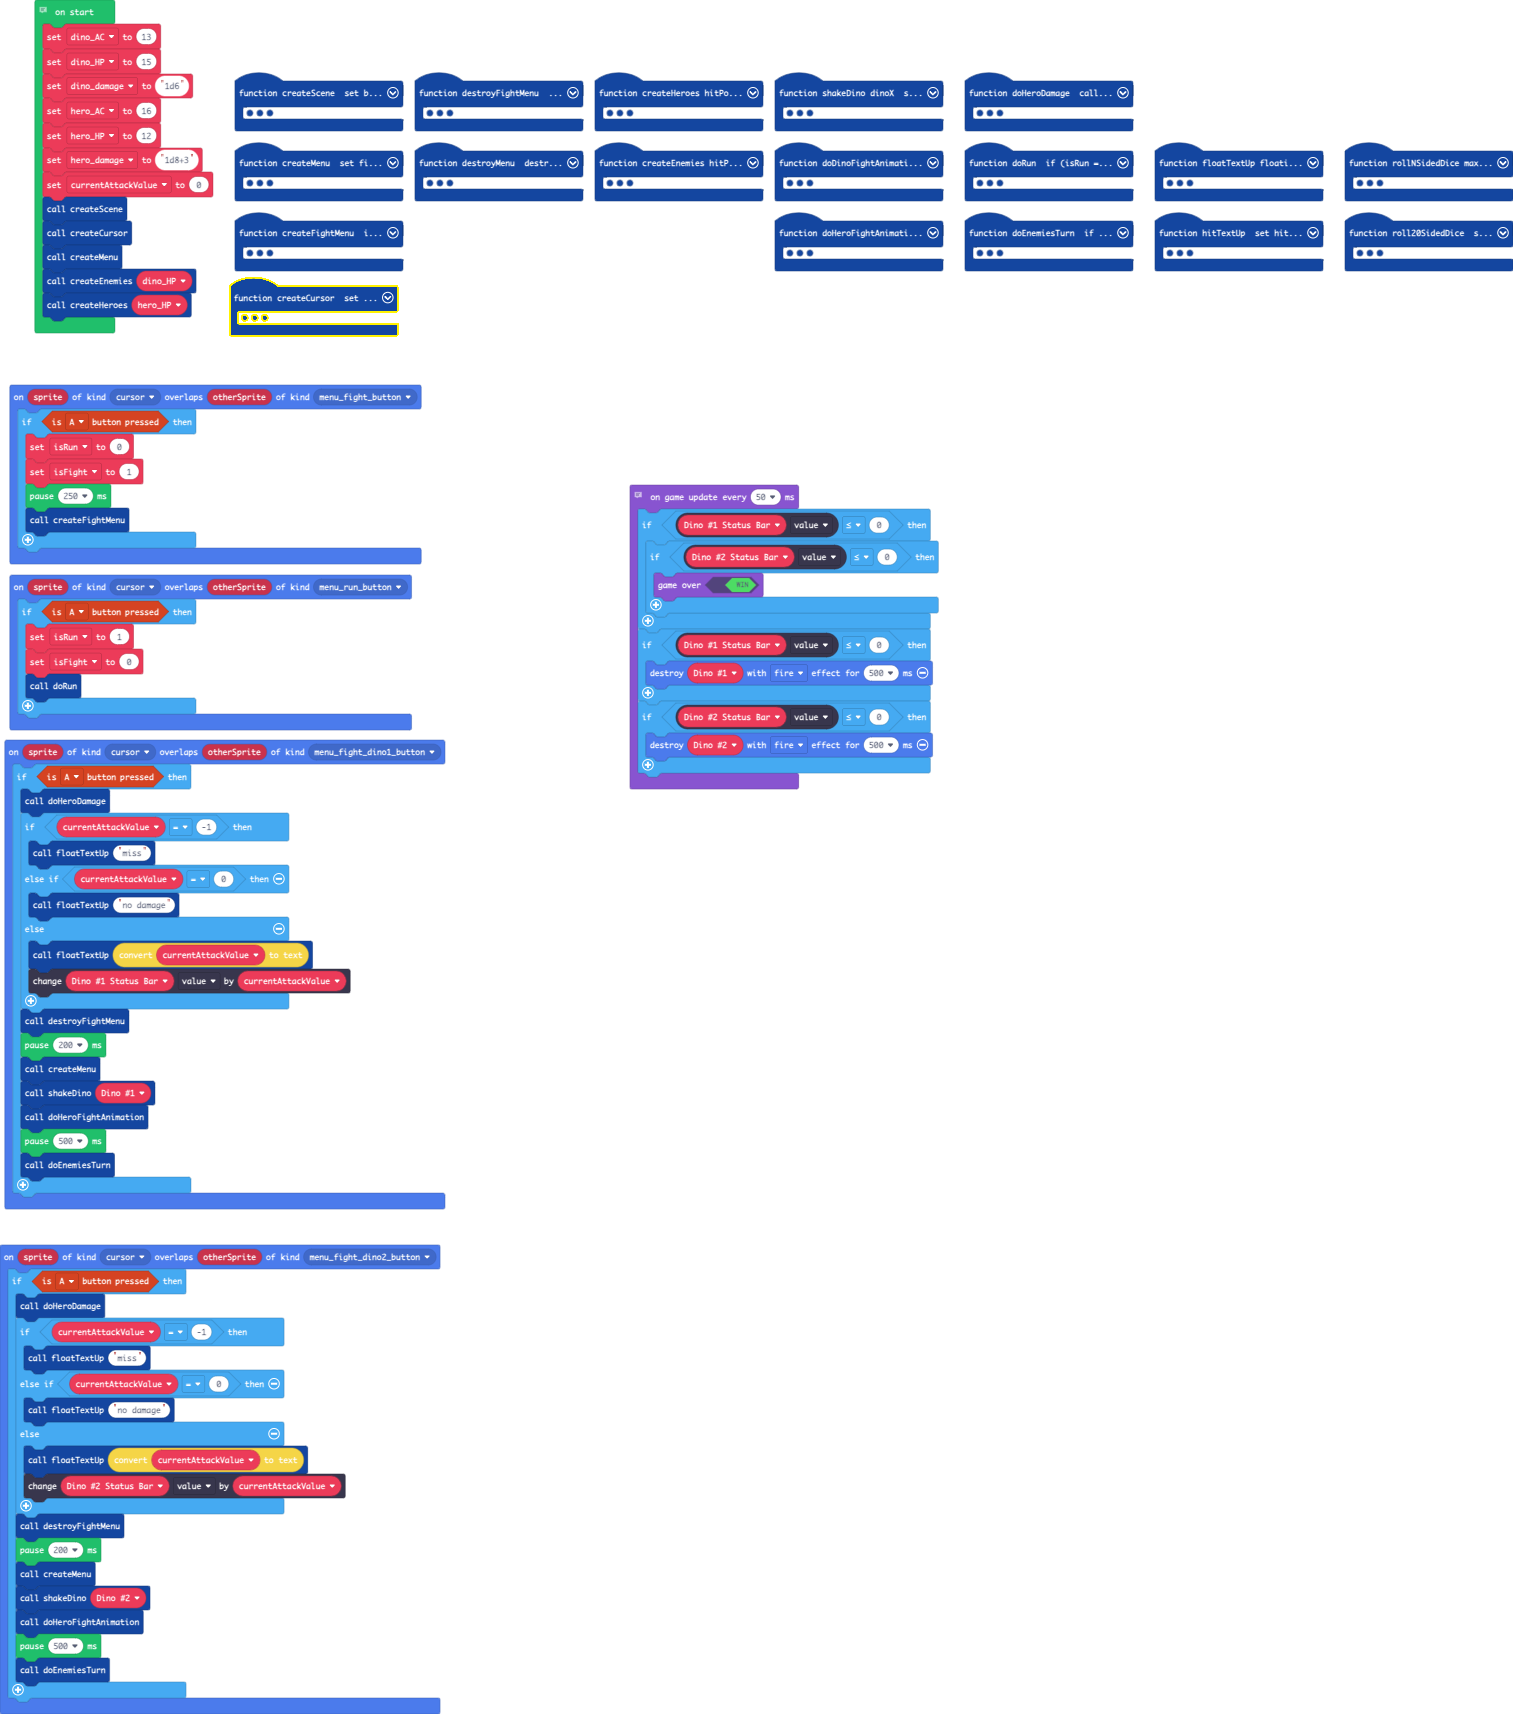 on start
set dino_AC to 13
set dino_HP to 15
set dino_damage to "1d6"
set hero_AC to 16
set hero_HP to 12
set hero_damage to "1d8+3"
set currentAttackValue to 0
call createScene
call createCursor
call createMenu
call createEnemies dino_HP
call createHeroes hero_HP
function createScene set b...
function destroyFightMenu ...
function createHeroes hitPo...
function shakeDino dinoX s...
function doHeroDamage call...
function createMenu set fi...
function destroyMenu destr...
function createEnemies hitP...
function doDinoFightAnimati...
function doRun if (isRun =...
function floatTextUp floati...
function rollNSidedDice max...
function createFightMenu i...
function doHeroFightAnimati...
function doEnemiesTurn if ...
function hitTextUp set hit...
function roll20SidedDice s...
function createCursor set ...
on sprite of kind cursor overlaps otherSprite of kind menu_fight_button
if is A button pressed then
set isRun to 0
set isFight to 1
pause 250 ms
call createFightMenu
on sprite of kind cursor overlaps otherSprite of kind menu_run_button
if is A button pressed then
set isRun to 1
set isFight to 0
call doRun
on game update every 50 ms
if Dino #1 Status Bar value ≤ 0 then
if Dino #2 Status Bar value ≤ 0 then
game over WIN
if Dino #1 Status Bar value ≤ 0 then
destroy Dino #1 with fire effect for 500 ms
if Dino #2 Status Bar value ≤ 0 then
destroy Dino #2 with fire effect for 500 ms
on sprite of kind cursor overlaps otherSprite of kind menu_fight_dino1_button
if is A button pressed then
call doHeroDamage
if currentAttackValue = -1 then
call floatTextUp "miss"
else if currentAttackValue = 0 then
call floatTextUp "no damage"
else
call floatTextUp convert currentAttackValue to text
change Dino #1 Status Bar value by currentAttackValue
call destroyFightMenu
pause 200 ms
call createMenu
call shakeDino Dino #1
call doHeroFightAnimation
pause 500 ms
call doEnemiesTurn
on sprite of kind cursor overlaps otherSprite of kind menu_fight_dino2_button
if is A button pressed then
call doHeroDamage
if currentAttackValue = -1 then
call floatTextUp "miss"
else if currentAttackValue = 0 then
call floatTextUp "no damage"
else
call floatTextUp convert currentAttackValue to text
change Dino #2 Status Bar value by currentAttackValue
call destroyFightMenu
pause 200 ms
call createMenu
call shakeDino Dino #2
call doHeroFightAnimation
pause 500 ms
call doEnemiesTurn